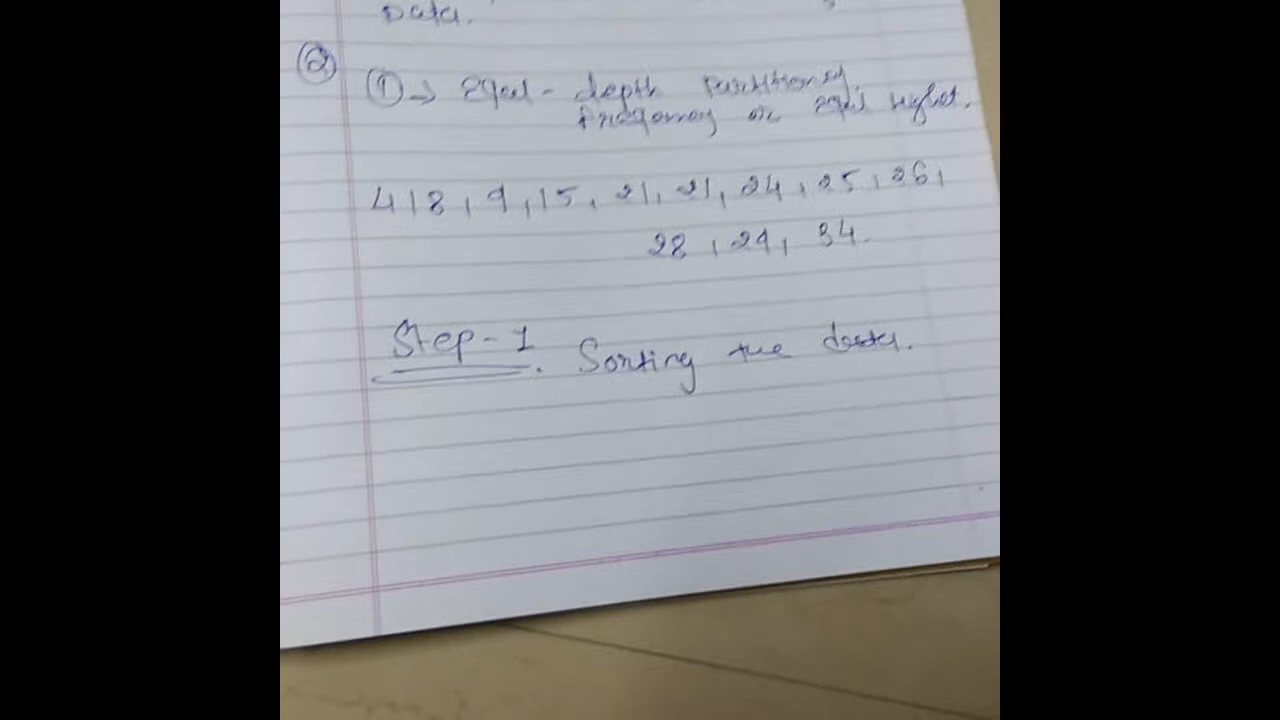 Data.
② ① → Equal - depth Partitioning
frequency or equal height.
4, 8, 9, 15, 21, 21, 24, 25, 26,
28, 29, 34.
Step-1. Sorting the data.